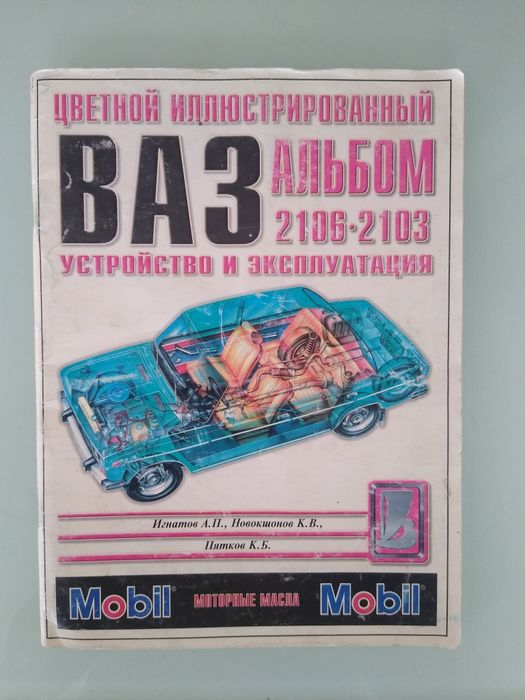 ЦВЕТНОЙ ИЛЛЮСТРИРОВАННЫЙ
ВАЗ АЛЬБОМ
2106·2103
УСТРОЙСТВО И ЭКСПЛУАТАЦИЯ
Игнатов А.П., Новокшонов К.В.,
Пятков К.Б.
Mobil® МОТОРНЫЕ МАСЛА Mobil®